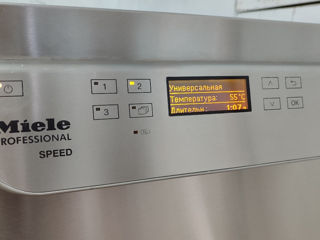 1
2
Универсальная
Температура: 55°C
Длительн.: 1:07
3
OK
Miele
PROFESSIONAL
SPEED